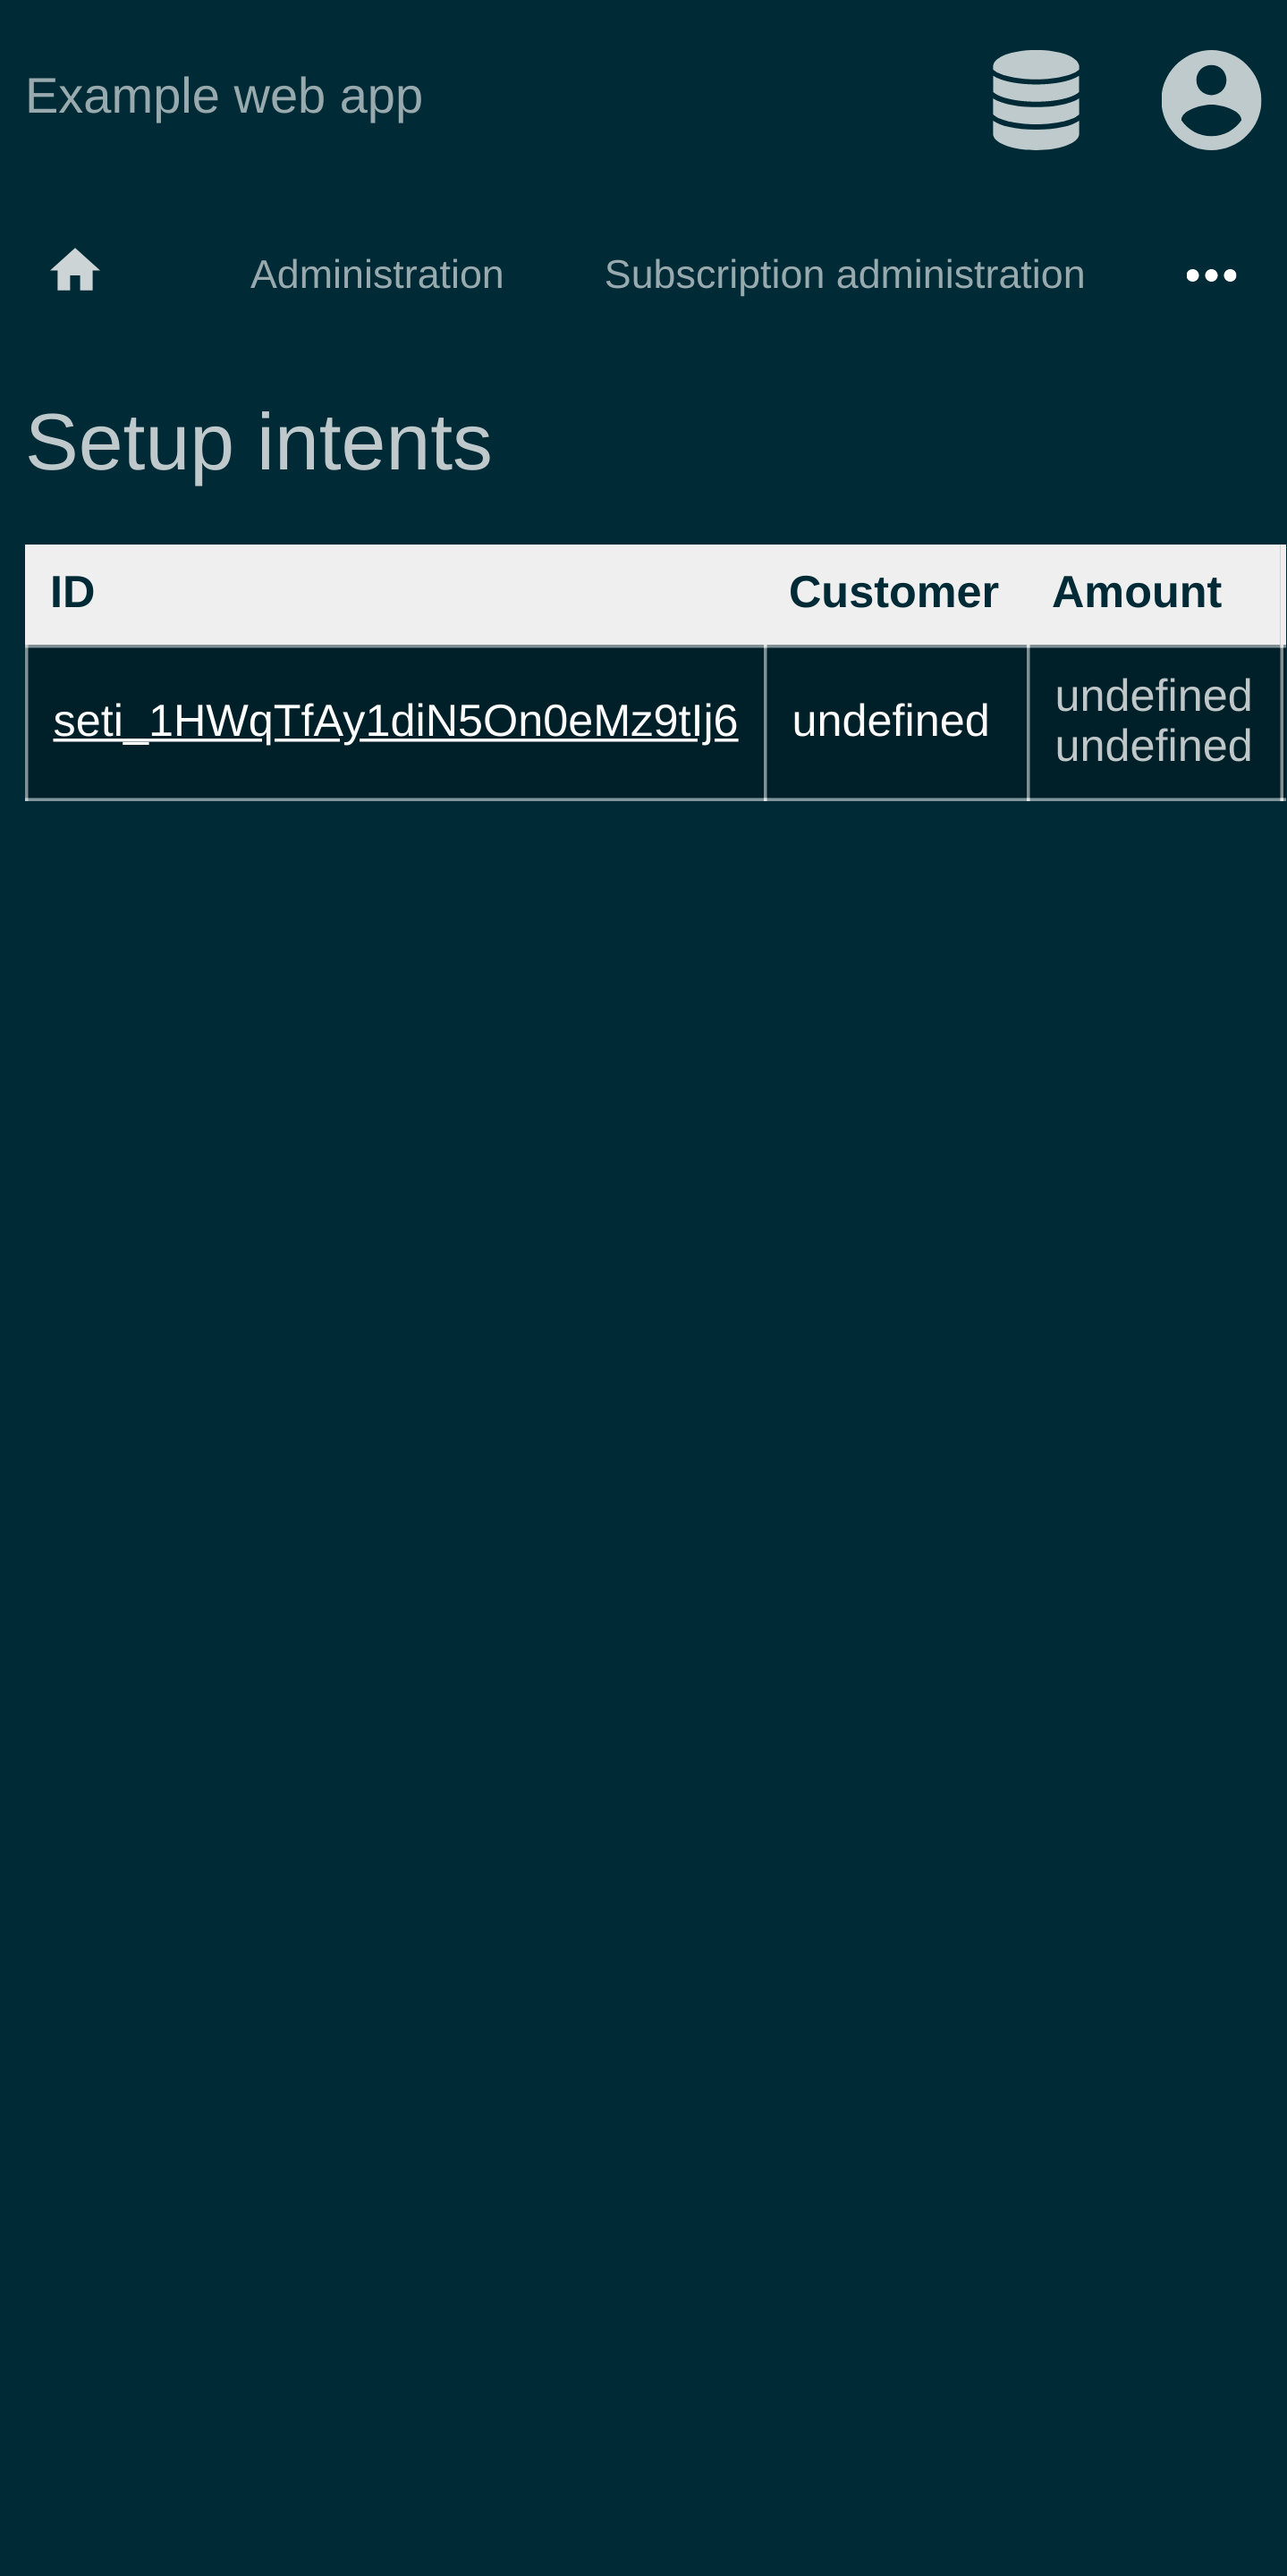 Example web app
Administration Subscription administration
Setup intents
ID Customer Amount
seti_1HWqTfAy1diN5On0eMz9tIj6 undefined undefined
undefined